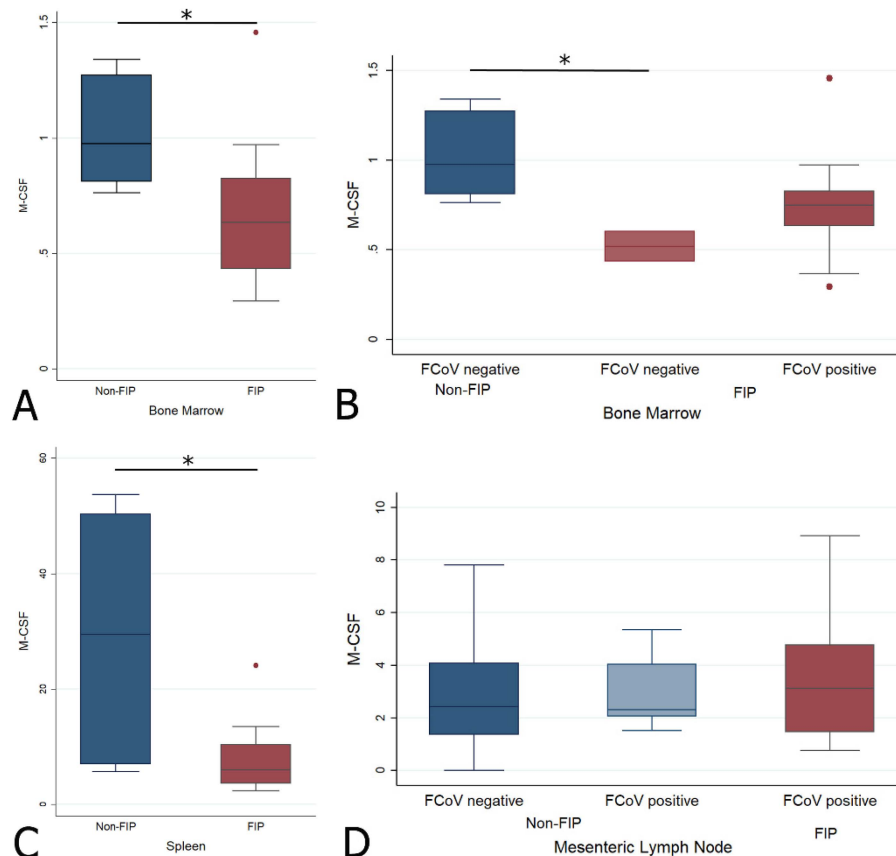 *
1.5
1
.5
0
M-CSF
Non-FIP FIP
Bone Marrow
A
*
1.5
1
.5
0
M-CSF
FCoV negative FCoV negative FCoV positive
Non-FIP FIP
Bone Marrow
B
*
60
40
20
0
M-CSF
Non-FIP FIP
Spleen
C
10
8
6
4
2
0
M-CSF
FCoV negative FCoV positive FCoV positive
Non-FIP FIP
Mesenteric Lymph Node
D